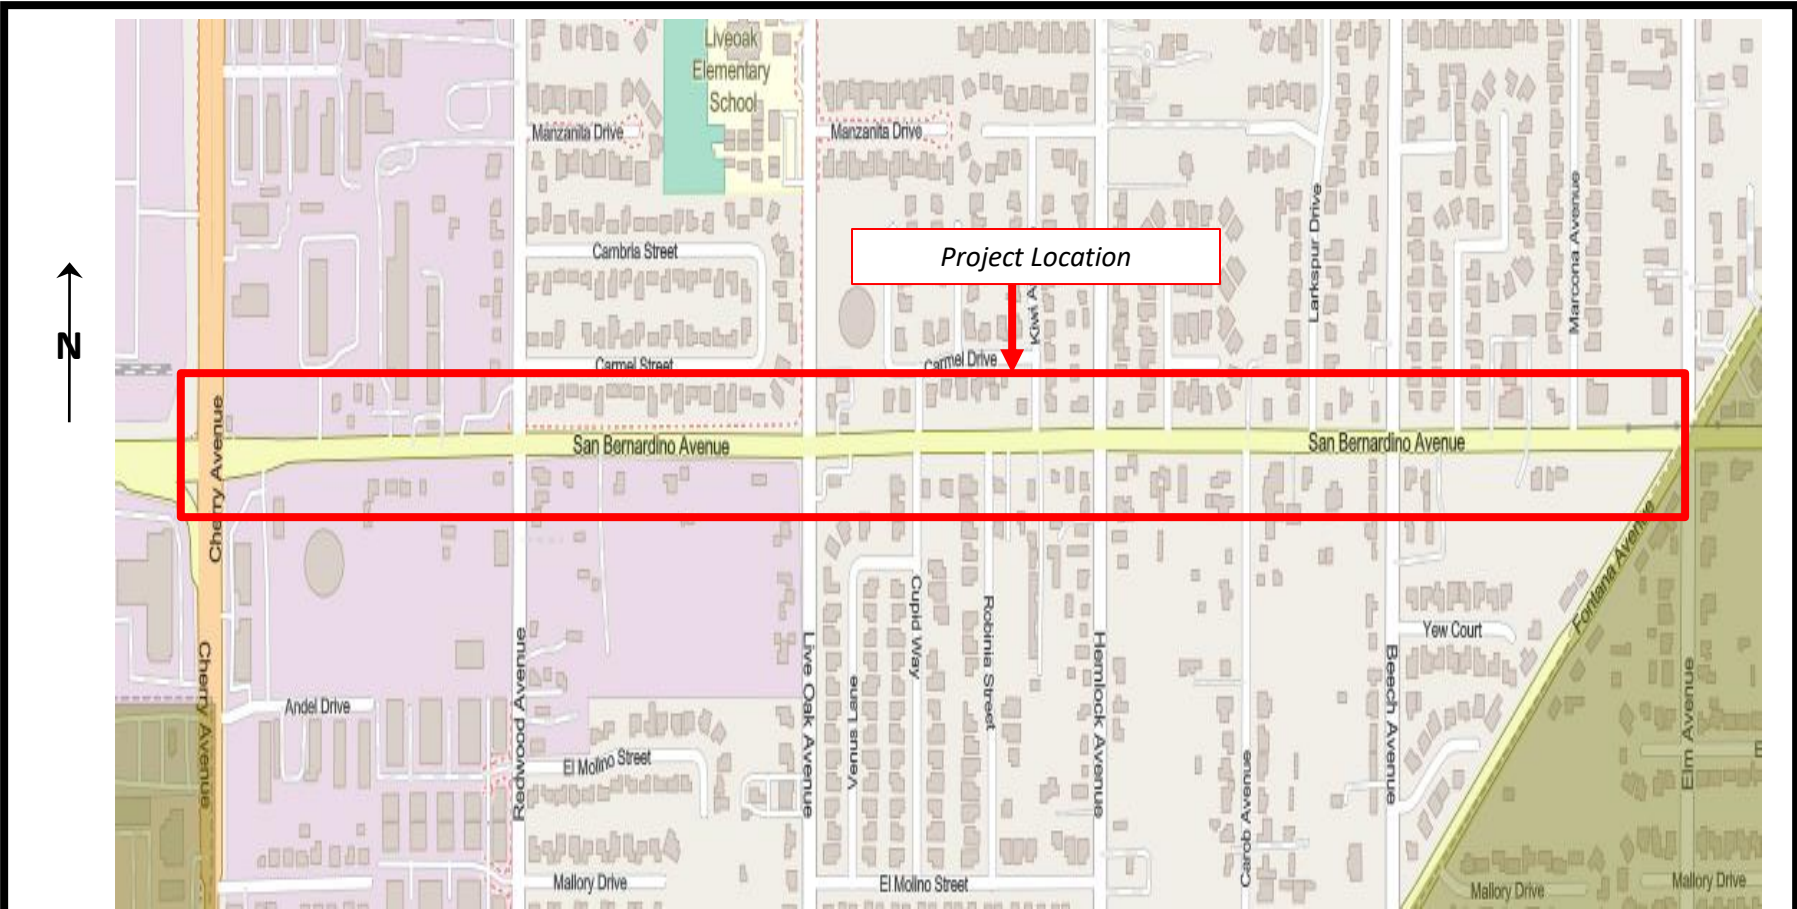 Liveoak
Elementary
School
Manzanita Drive
Manzanita Drive
Larkspur Drive
Marcona Avenue
Cambria Street
Project Location
N
Kiwi A
Carmel Street
Carmel Drive
Cherry Avenue
San Bernardino Avenue
San Bernardino Avenue
Fontana Avenue
Cupid Way
Robinia Street
Yew Court
Cherry Avenue
Redwood Avenue
Live Oak Avenue
Venus Lane
Hemlock Avenue
Beech Avenue
Elm Avenue
Andel Drive
El Molino Street
Carob Avenue
E
Mallory Drive
El Molino Street
Mallory Drive
Mallory Drive